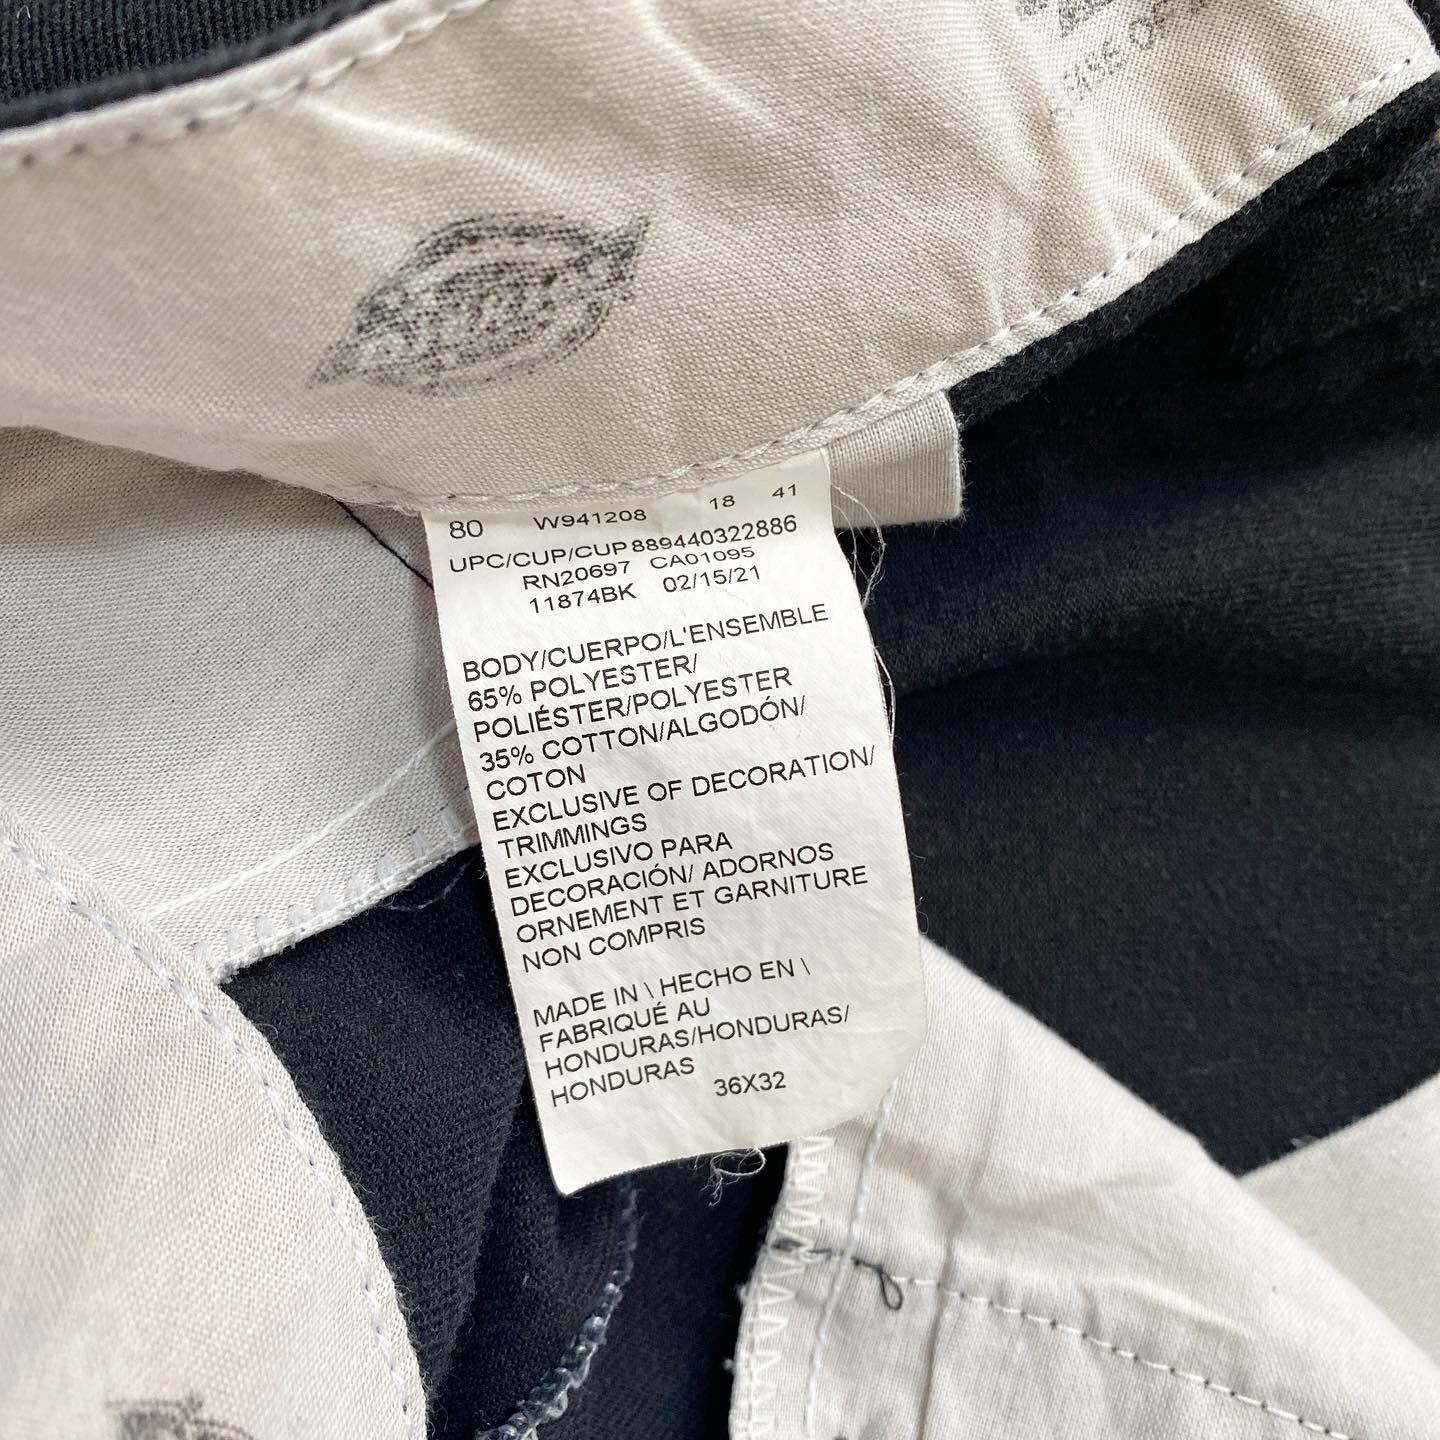 80 W941208 18 41
UPC/CUP/CUP 889440322886
RN20697 CA01095
11874BK 02/15/21
BODY/CUERPO/L'ENSEMBLE
65% POLYESTER/
POLIÉSTER/POLYESTER
35% COTTON/ALGODÓN/
COTON
EXCLUSIVE OF DECORATION/
TRIMMINGS
EXCLUSIVO PARA
DECORACIÓN/ ADORNOS
ORNEMENT ET GARNITURE
NON COMPRIS
MADE IN \ HECHO EN \
FABRIQUÉ AU
HONDURAS/HONDURAS/
HONDURAS
36X32